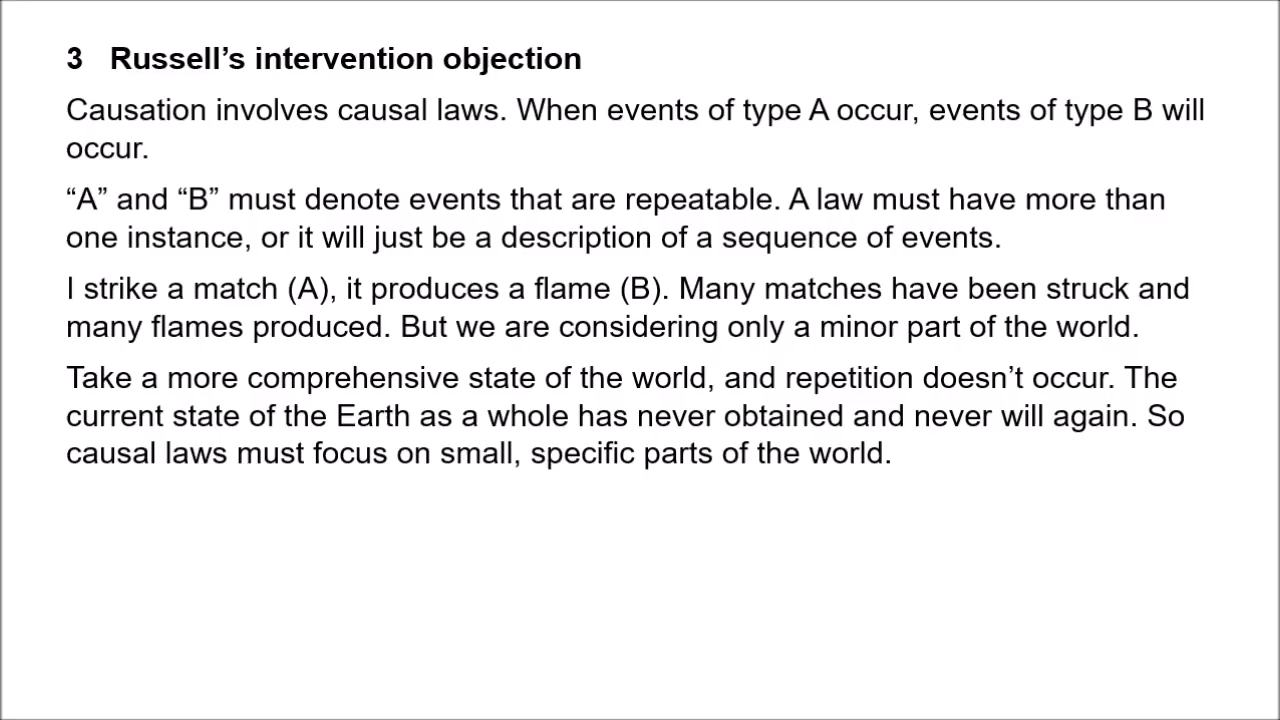 3 Russell’s intervention objection
Causation involves causal laws. When events of type A occur, events of type B will
occur.
“A” and “B” must denote events that are repeatable. A law must have more than
one instance, or it will just be a description of a sequence of events.
I strike a match (A), it produces a flame (B). Many matches have been struck and
many flames produced. But we are considering only a minor part of the world.
Take a more comprehensive state of the world, and repetition doesn’t occur. The
current state of the Earth as a whole has never obtained and never will again. So
causal laws must focus on small, specific parts of the world.